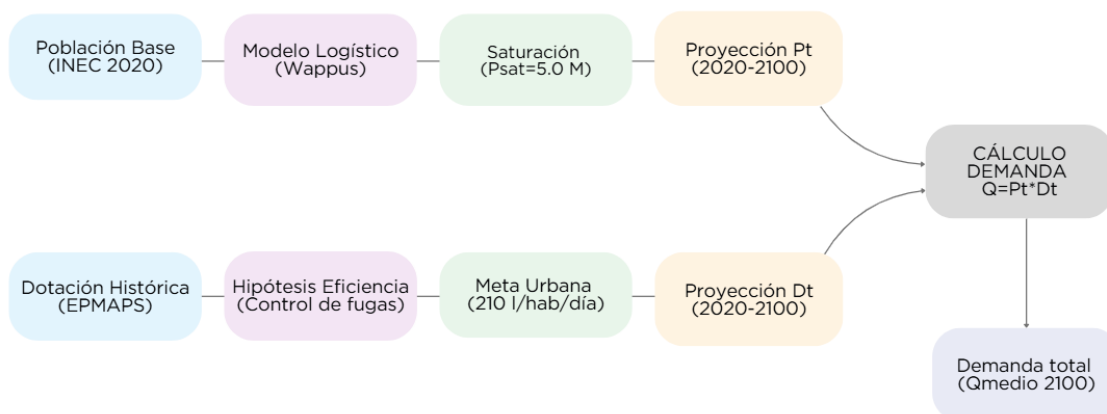 Población Base
(INEC 2020)
Modelo Logístico
(Wappus)
Saturación
(Psat=5.0 M)
Proyección Pt
(2020-2100)
CÁLCULO
DEMANDA
Q=Pt*Dt
Dotación Histórica
(EPMAPS)
Hipótesis Eficiencia
(Control de fugas)
Meta Urbana
(210 l/hab/día)
Proyección Dt
(2020-2100)
Demanda total
(Qmedio 2100)